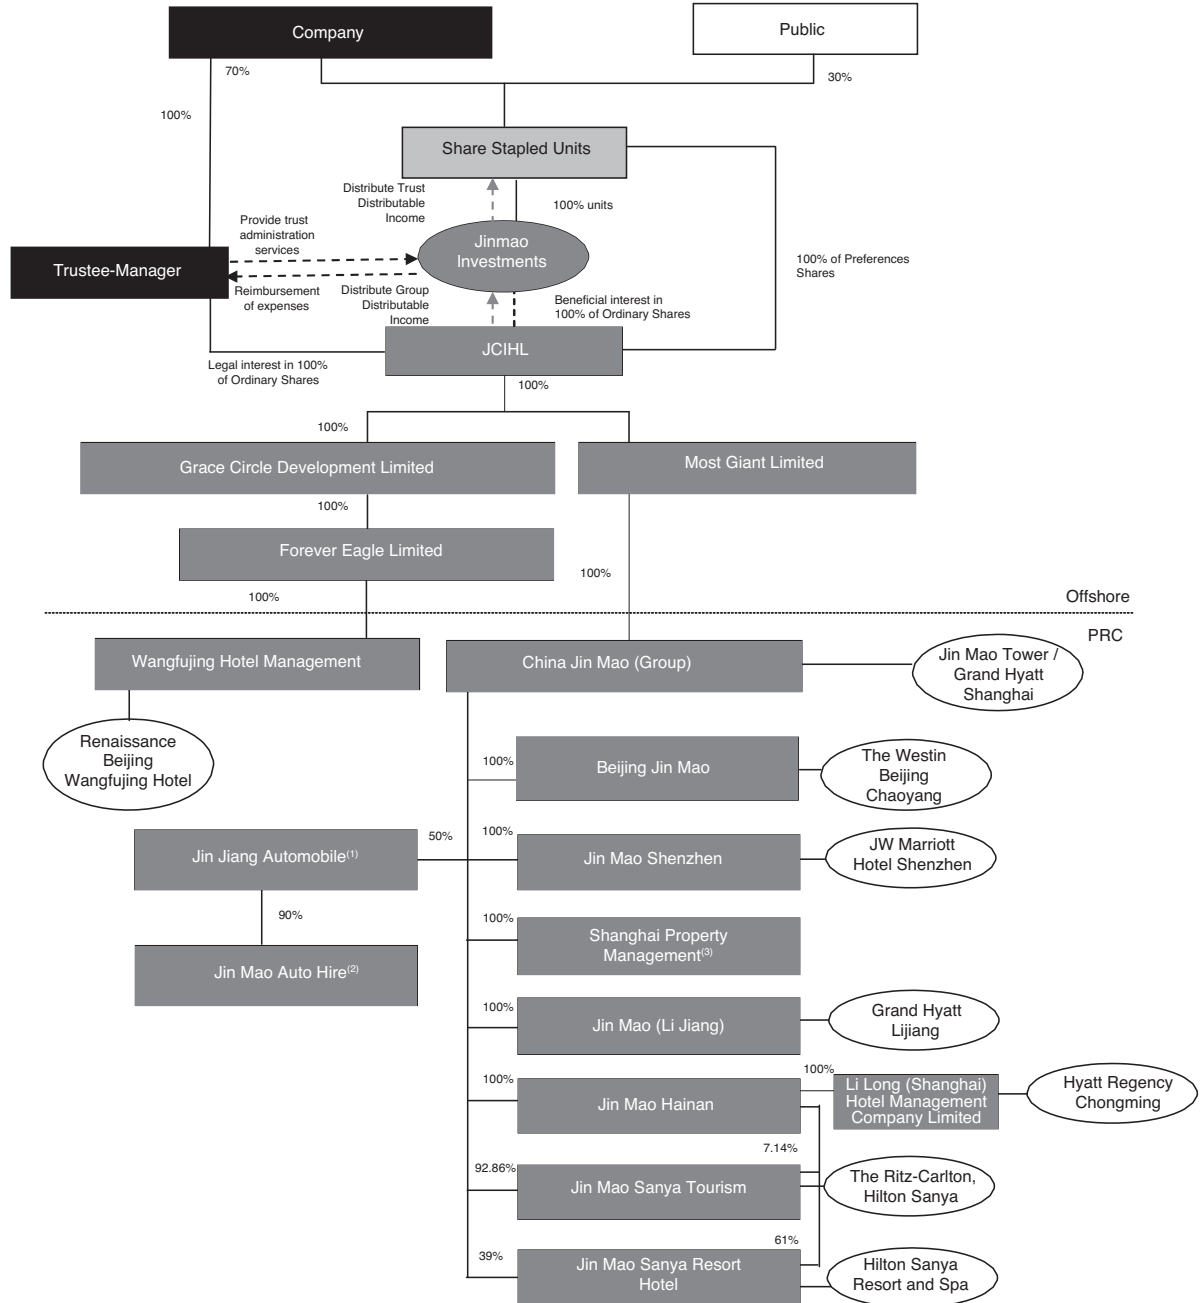 Company
Public
70%
30%
100%
Share Stapled Units
Distribute Trust
Distributable
Income
100% units
Provide trust
administration
services
Jinmao
Investments
Trustee-Manager
100% of Preferences
Shares
Reimbursement
of expenses
Distribute Group
Distributable
Income
Beneficial interest in
100% of Ordinary Shares
JCIHL
Legal interest in 100%
of Ordinary Shares
100%
100%
Grace Circle Development Limited
Most Giant Limited
100%
Forever Eagle Limited
100%
100%
Offshore
PRC
Wangfujing Hotel Management
China Jin Mao (Group)
Jin Mao Tower /
Grand Hyatt
Shanghai
Renaissance
Beijing
Wangfujing Hotel
100%
Beijing Jin Mao
The Westin
Beijing
Chaoyang
50%
100%
Jin Jiang Automobile(1)
Jin Mao Shenzhen
JW Marriott
Hotel Shenzhen
90%
100%
Shanghai Property
Management(3)
Jin Mao Auto Hire(2)
100%
Jin Mao (Li Jiang)
Grand Hyatt
Lijiang
100%
Jin Mao Hainan
100%
Li Long (Shanghai)
Hotel Management
Company Limited
Hyatt Regency
Chongming
7.14%
92.86%
Jin Mao Sanya Tourism
The Ritz-Carlton,
Hilton Sanya
61%
39%
Jin Mao Sanya Resort
Hotel
Hilton Sanya
Resort and Spa